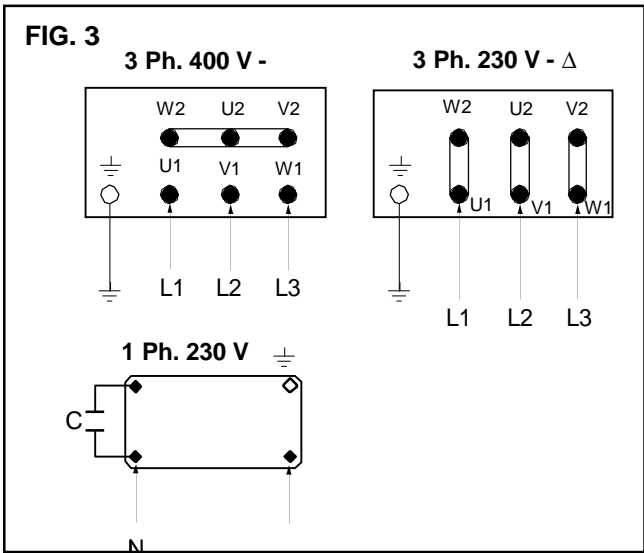 FIG. 3
3 Ph. 400 V -
W2 U2 V2
U1 V1 W1
L1 L2 L3
3 Ph. 230 V - Δ
W2 U2 V2
U1 V1 W1
L1 L2 L3
1 Ph. 230 V
C
N